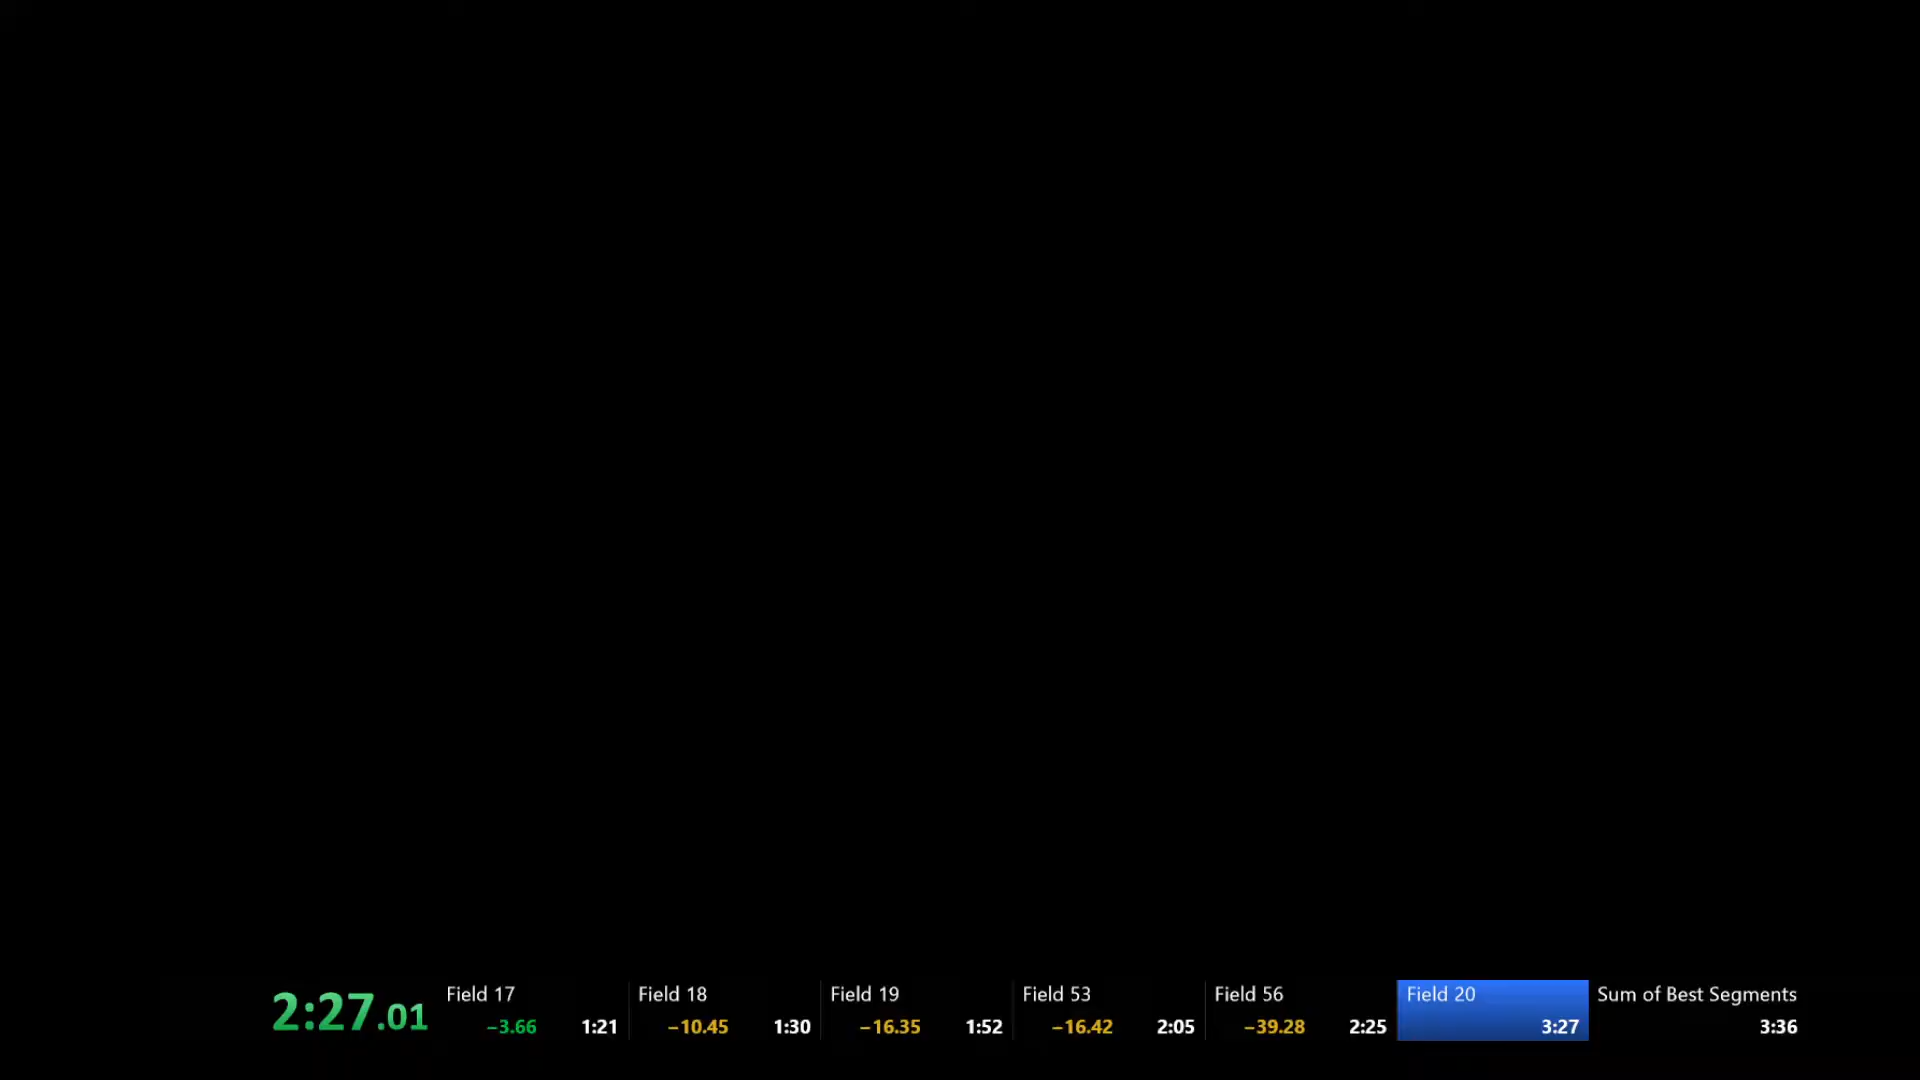 2:27.01
Field 17
−3.66 1:21
Field 18
−10.45 1:30
Field 19
−16.35 1:52
Field 53
−16.42 2:05
Field 56
−39.28 2:25
Field 20
3:27
Sum of Best Segments
3:36